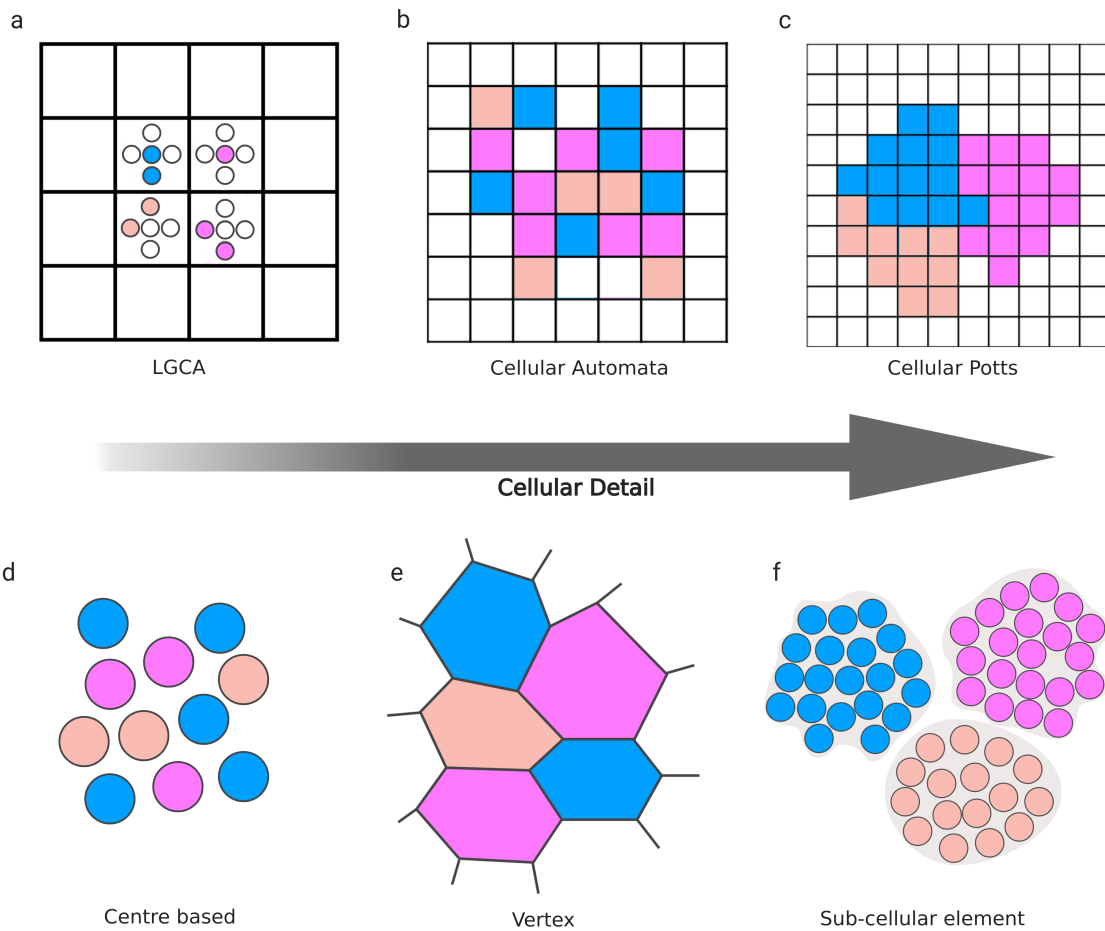 a
b
c
LGCA
Cellular Automata
Cellular Potts
Cellular Detail
d
e
f
Centre based
Vertex
Sub-cellular element